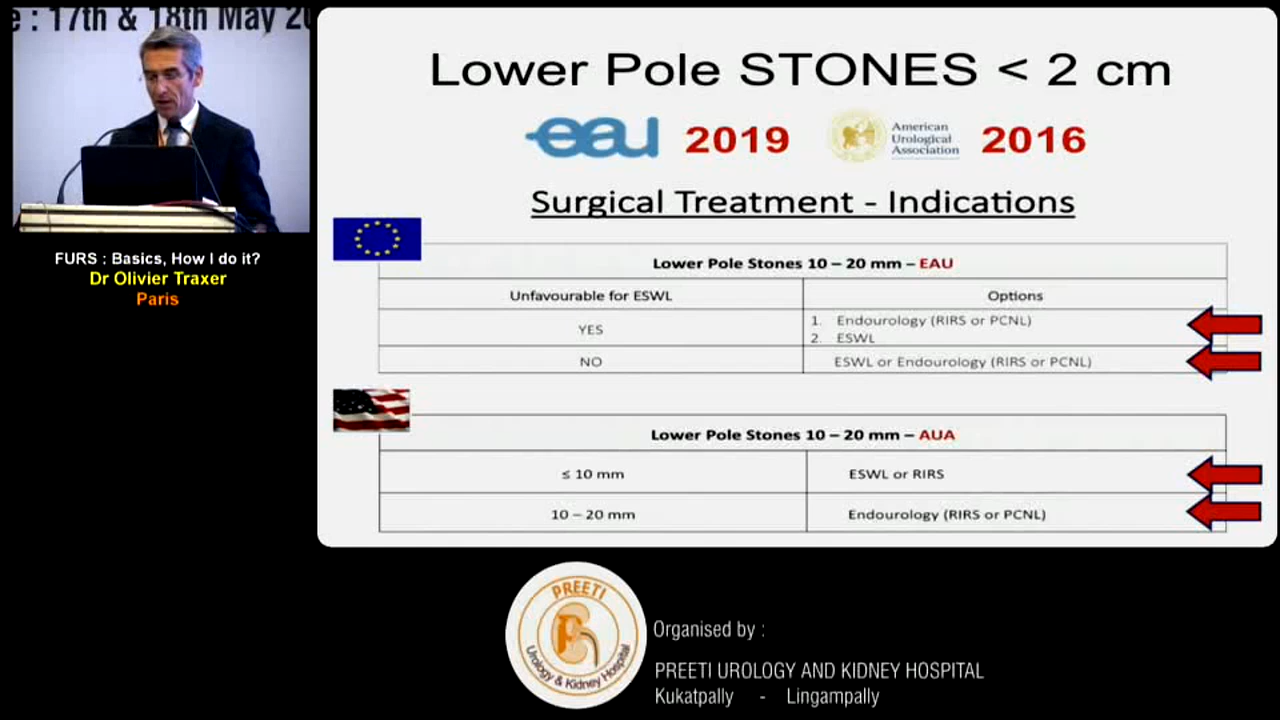 e : 17th & 18th May 20
FURS : Basics, How I do it?
Dr Olivier Traxer
Paris
Lower Pole STONES < 2 cm
eau 2019 American Urological Association 2016
Surgical Treatment - Indications
Lower Pole Stones 10 – 20 mm – EAU
Unfavourable for ESWL Options
YES 1. Endourology (RIRS or PCNL)
2. ESWL
NO ESWL or Endourology (RIRS or PCNL)
Lower Pole Stones 10 – 20 mm – AUA
≤ 10 mm ESWL or RIRS
10 – 20 mm Endourology (RIRS or PCNL)
PREETI
Urology & Kidney Hospital
Organised by :
PREETI UROLOGY AND KIDNEY HOSPITAL
Kukatpally - Lingampally